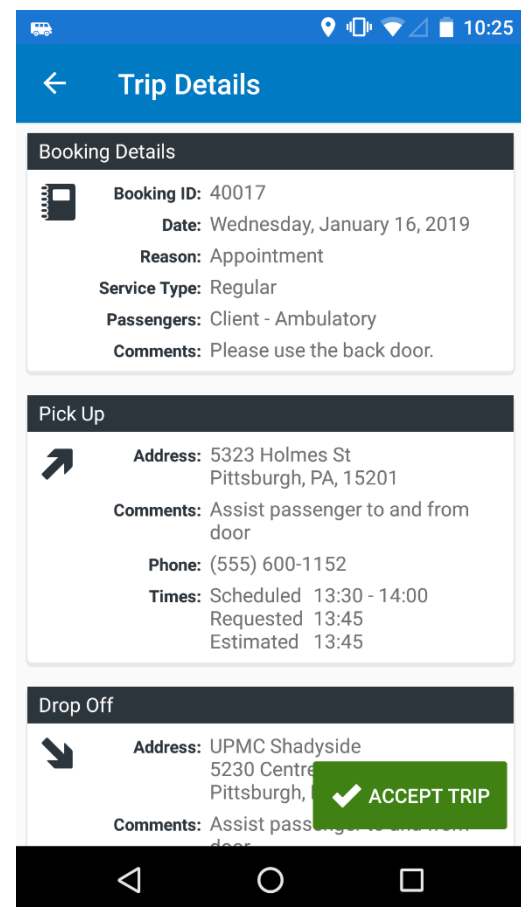 10:25
Trip Details
Booking Details
Booking ID: 40017
Date: Wednesday, January 16, 2019
Reason: Appointment
Service Type: Regular
Passengers: Client - Ambulatory
Comments: Please use the back door.
Pick Up
Address: 5323 Holmes St
Pittsburgh, PA, 15201
Comments: Assist passenger to and from
door
Phone: (555) 600-1152
Times: Scheduled 13:30 - 14:00
Requested 13:45
Estimated 13:45
Drop Off
Address: UPMC Shadyside
5230 Centre
Pittsburgh,
ACCEPT TRIP
Comments: Assist passenger to and from